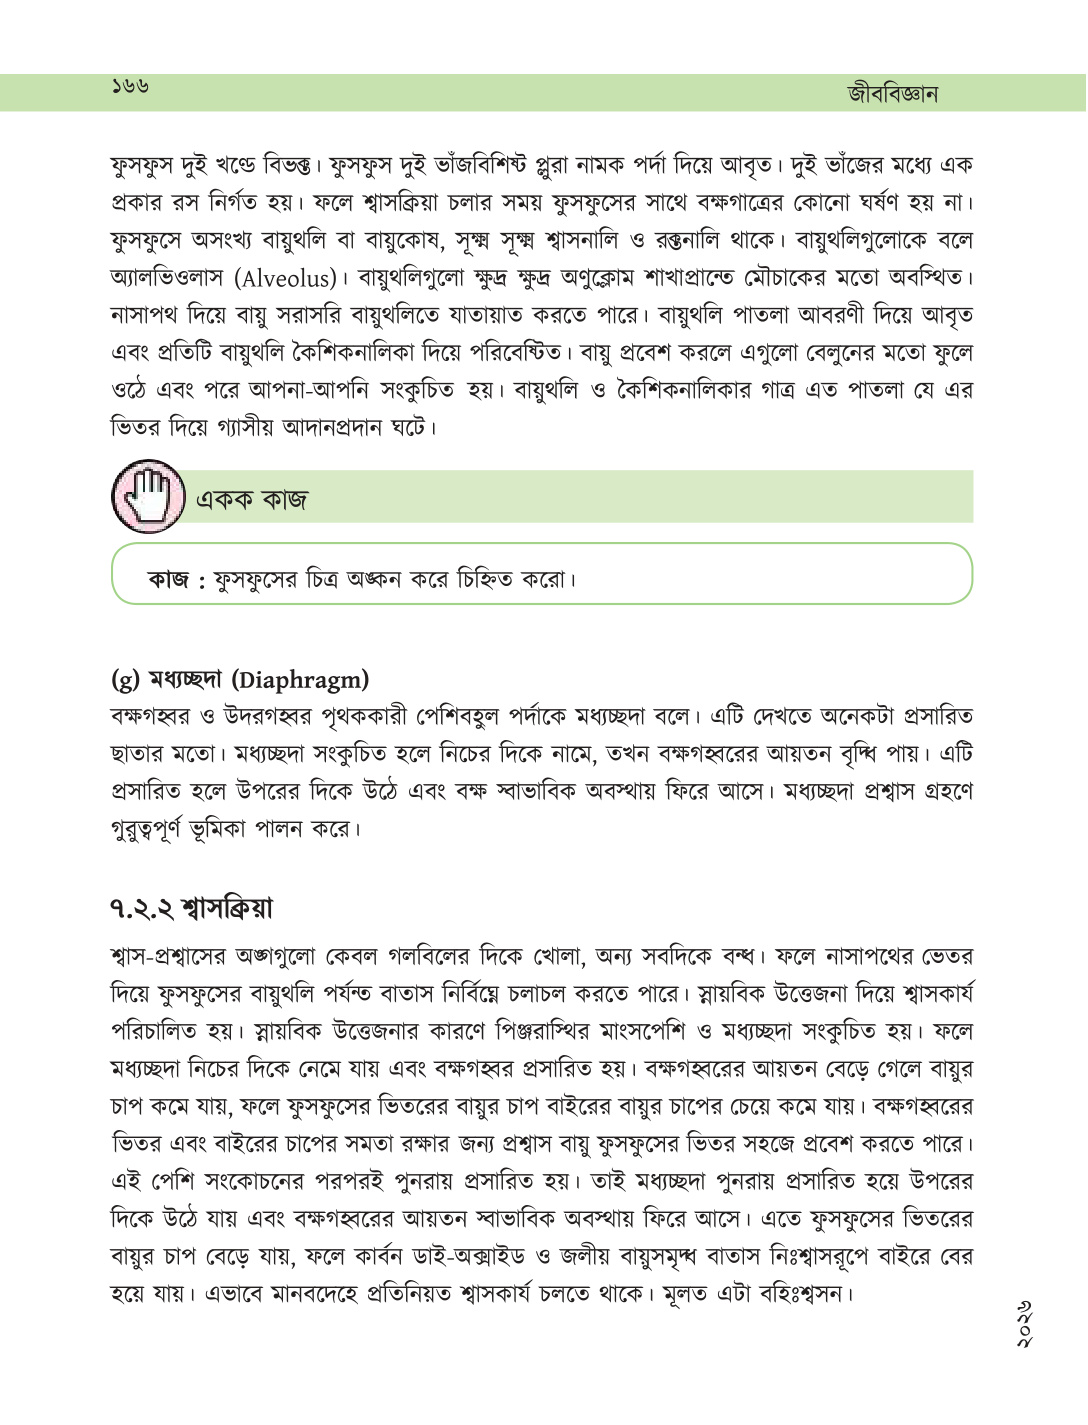 ১৬৬
জীববিজ্ঞান
ফুসফুস দুই খণ্ডে বিভক্ত। ফুসফুস দুই ভাঁজবিশিষ্ট প্লুরা নামক পর্দা দিয়ে আবৃত। দুই ভাঁজের মধ্যে এক
প্রকার রস নির্গত হয়। ফলে শ্বাসক্রিয়া চলার সময় ফুসফুসের সাথে বক্ষগাত্রের কোনো ঘর্ষণ হয় না।
ফুসফুসে অসংখ্য বায়ুথলি বা বায়ুকোষ, সূক্ষ্ম সূক্ষ্ম শ্বাসনালি ও রক্তনালি থাকে। বায়ুথলিগুলোকে বলে
অ্যালভিওলাস (Alveolus)। বায়ুথলিগুলো ক্ষুদ্র ক্ষুদ্র অণুক্লোম শাখাপ্রান্তে মৌচাকের মতো অবস্থিত।
নাসাপথ দিয়ে বায়ু সরাসরি বায়ুথলিতে যাতায়াত করতে পারে। বায়ুথলি পাতলা আবরণী দিয়ে আবৃত
এবং প্রতিটি বায়ুথলি কৈশিকনালিকা দিয়ে পরিবেষ্টিত। বায়ু প্রবেশ করলে এগুলো বেলুনের মতো ফুলে
ওঠে এবং পরে আপনা-আপনি সংকুচিত হয়। বায়ুথলি ও কৈশিকনালিকার গাত্র এত পাতলা যে এর
ভিতর দিয়ে গ্যাসীয় আদানপ্রদান ঘটে।
একক কাজ
কাজ : ফুসফুসের চিত্র অঙ্কন করে চিহ্নিত করো।
(g) মধ্যচ্ছদা (Diaphragm)
বক্ষগহ্বর ও উদরগহ্বর পৃথককারী পেশিবহুল পর্দাকে মধ্যচ্ছদা বলে। এটি দেখতে অনেকটা প্রসারিত
ছাতার মতো। মধ্যচ্ছদা সংকুচিত হলে নিচের দিকে নামে, তখন বক্ষগহ্বরের আয়তন বৃদ্ধি পায়। এটি
প্রসারিত হলে উপরের দিকে উঠে এবং বক্ষ স্বাভাবিক অবস্থায় ফিরে আসে। মধ্যচ্ছদা প্রশ্বাস গ্রহণে
গুরুত্বপূর্ণ ভূমিকা পালন করে।
৭.২.২ শ্বাসক্রিয়া
শ্বাস-প্রশ্বাসের অঙ্গগুলো কেবল গলবিলের দিকে খোলা, অন্য সবদিকে বন্ধ। ফলে নাসাপথের ভেতর
দিয়ে ফুসফুসের বায়ুথলি পর্যন্ত বাতাস নির্বিঘ্নে চলাচল করতে পারে। স্নায়বিক উত্তেজনা দিয়ে শ্বাসকার্য
পরিচালিত হয়। স্নায়বিক উত্তেজনার কারণে পিঞ্জরাস্থির মাংসপেশি ও মধ্যচ্ছদা সংকুচিত হয়। ফলে
মধ্যচ্ছদা নিচের দিকে নেমে যায় এবং বক্ষগহ্বর প্রসারিত হয়। বক্ষগহ্বরের আয়তন বেড়ে গেলে বায়ুর
চাপ কমে যায়, ফলে ফুসফুসের ভিতরের বায়ুর চাপ বাইরের বায়ুর চাপের চেয়ে কমে যায়। বক্ষগহ্বরের
ভিতর এবং বাইরের চাপের সমতা রক্ষার জন্য প্রশ্বাস বায়ু ফুসফুসের ভিতর সহজে প্রবেশ করতে পারে।
এই পেশি সংকোচনের পরপরই পুনরায় প্রসারিত হয়। তাই মধ্যচ্ছদা পুনরায় প্রসারিত হয়ে উপরের
দিকে উঠে যায় এবং বক্ষগহ্বরের আয়তন স্বাভাবিক অবস্থায় ফিরে আসে। এতে ফুসফুসের ভিতরের
বায়ুর চাপ বেড়ে যায়, ফলে কার্বন ডাই-অক্সাইড ও জলীয় বায়ুসমৃদ্ধ বাতাস নিঃশ্বাসরূপে বাইরে বের
হয়ে যায়। এভাবে মানবদেহে প্রতিনিয়ত শ্বাসকার্য চলতে থাকে। মূলত এটা বহিঃশ্বসন।
২০২৬